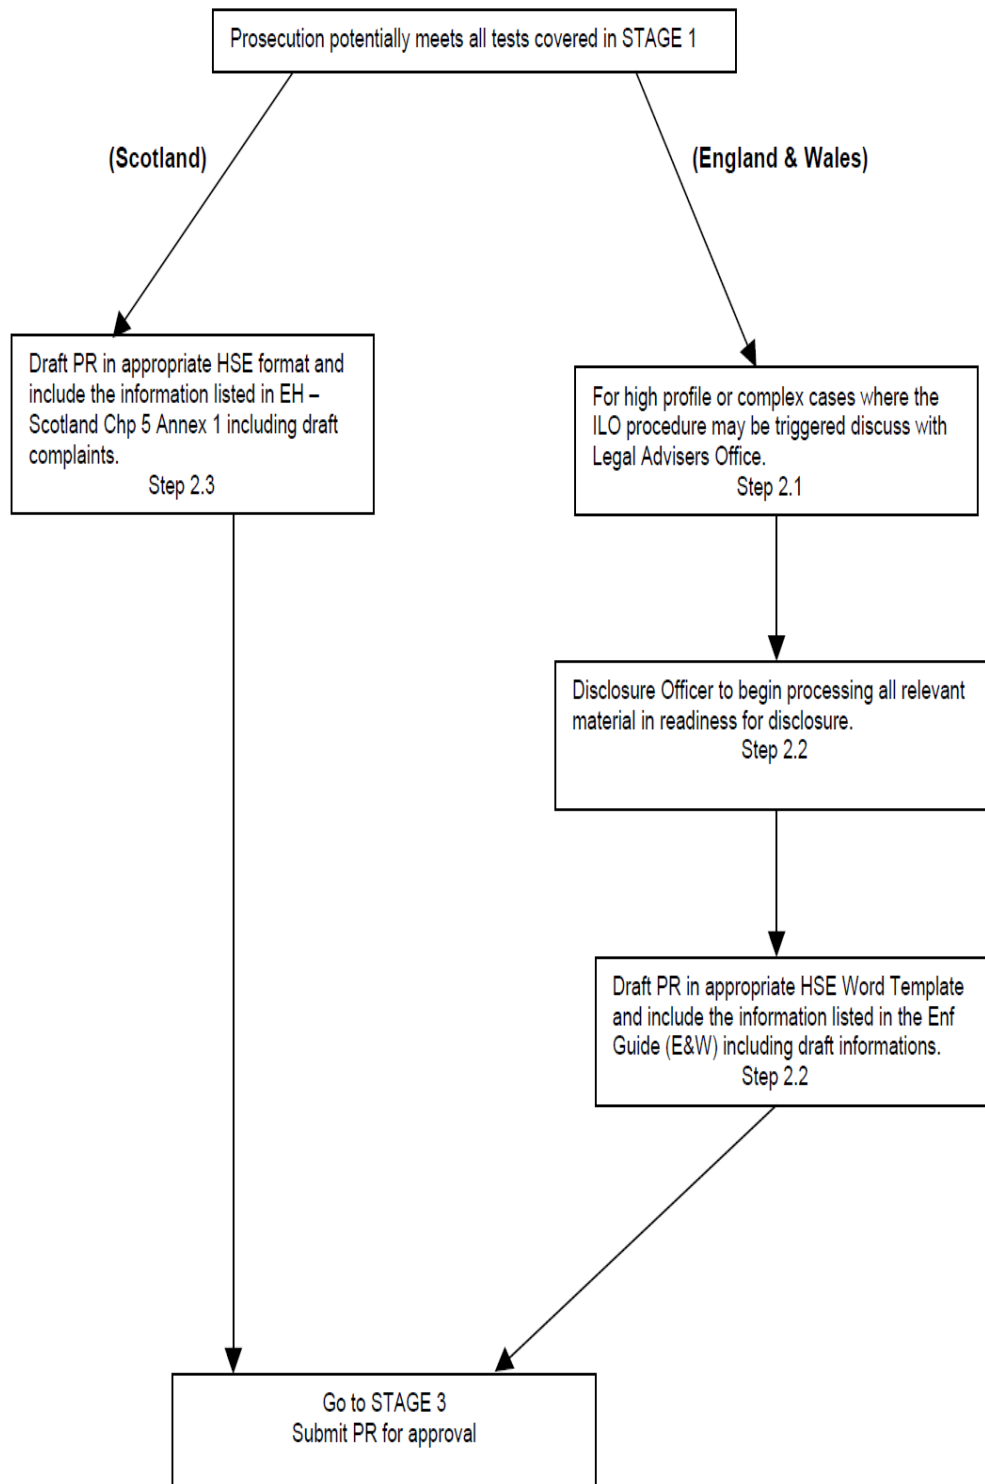 Prosecution potentially meets all tests covered in STAGE 1
(Scotland)
(England & Wales)
Draft PR in appropriate HSE format and
include the information listed in EH –
Scotland Chp 5 Annex 1 including draft
complaints.
Step 2.3
For high profile or complex cases where the
ILO procedure may be triggered discuss with
Legal Advisers Office.
Step 2.1
Disclosure Officer to begin processing all relevant
material in readiness for disclosure.
Step 2.2
Draft PR in appropriate HSE Word Template
and include the information listed in the Enf
Guide (E&W) including draft informations.
Step 2.2
Go to STAGE 3
Submit PR for approval